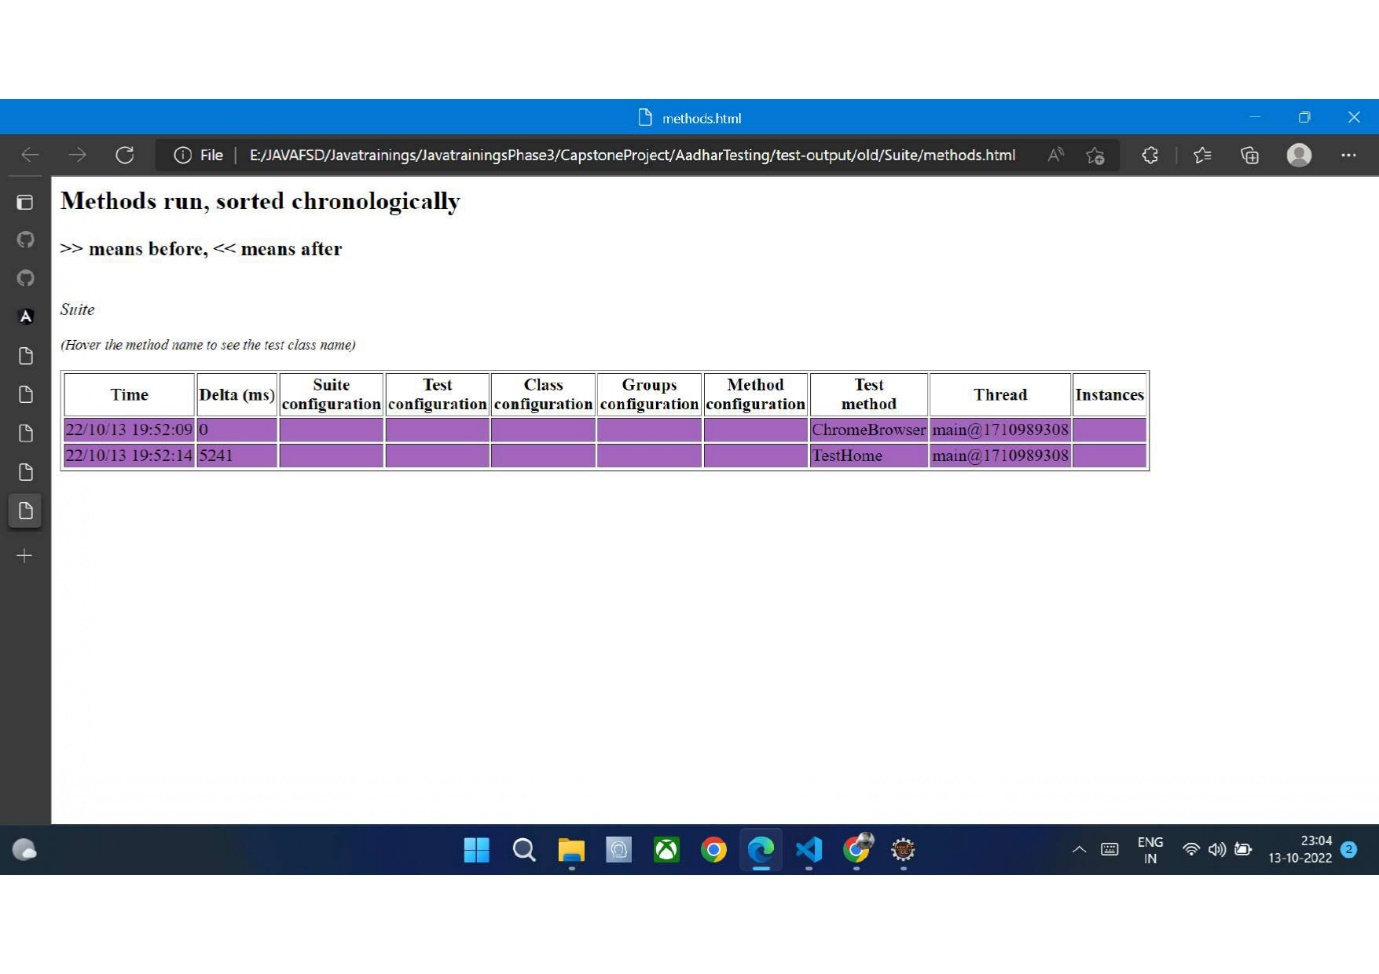 methods.html
File | E:/JAVAFSD/Javatrainings/JavatrainingsPhase3/CapstoneProject/AadharTesting/test-output/old/Suite/methods.html
Methods run, sorted chronologically
>> means before, << means after
Suite
(Hover the method name to see the test class name)
Time Delta (ms) Suite configuration Test configuration Class configuration Groups configuration Method configuration Test method Thread Instances
22/10/13 19:52:09 0 ChromeBrowser main@1710989308
22/10/13 19:52:14 5241 TestHome main@1710989308
ENG 23:04
IN 13-10-2022 2